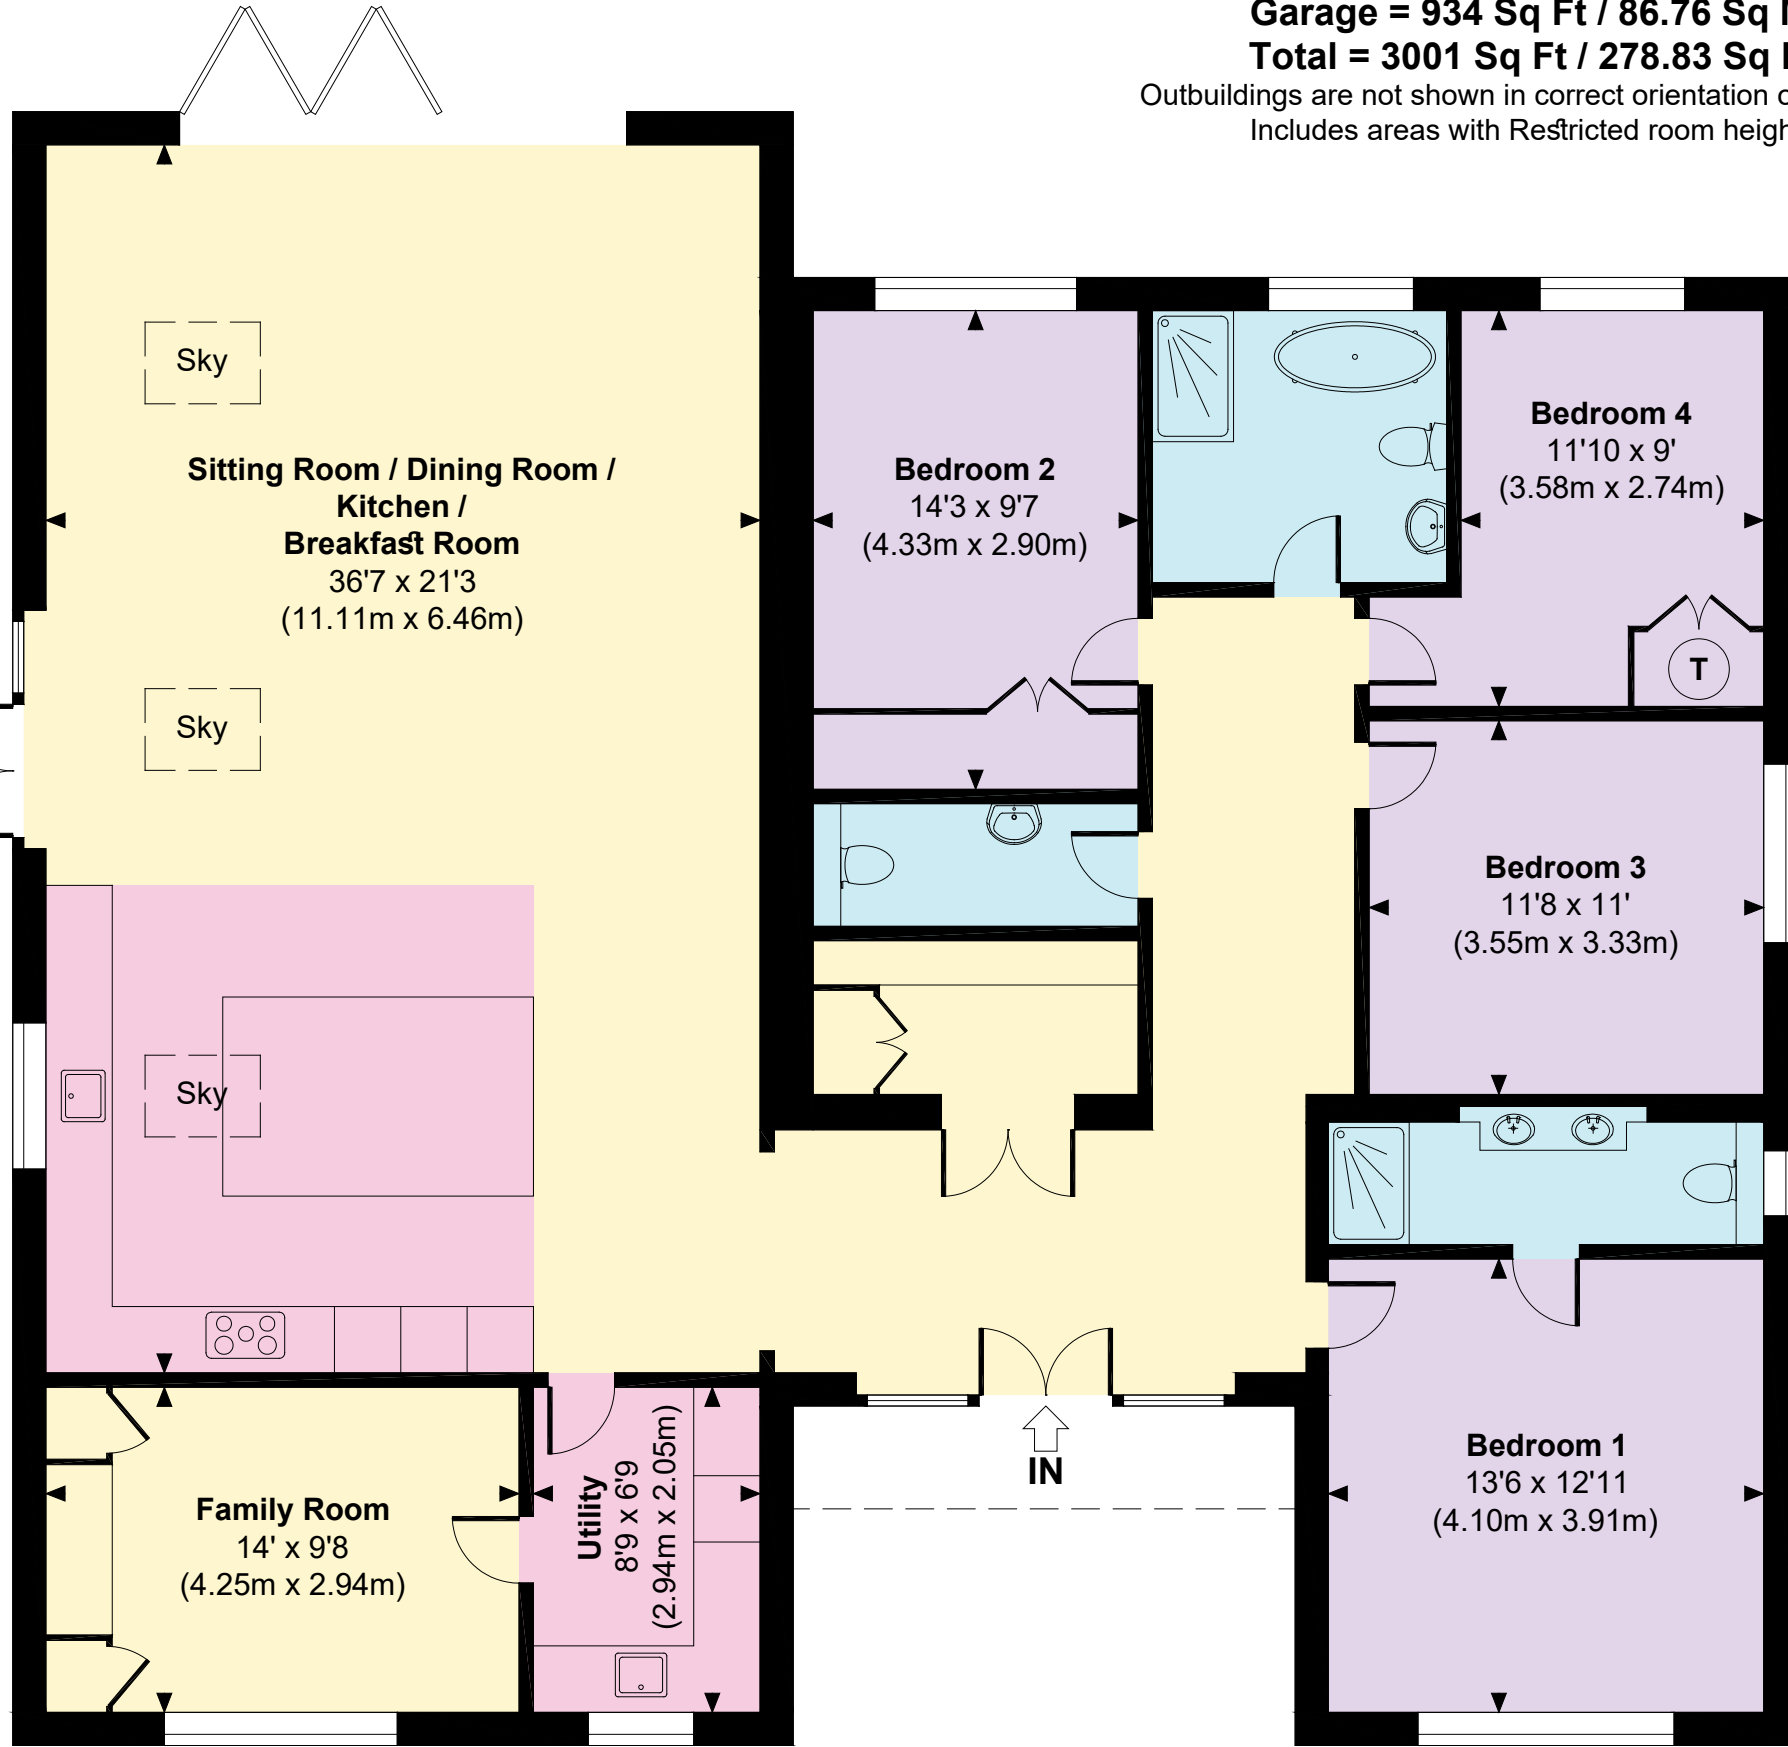 Garage = 934 Sq Ft / 86.76 Sq
Total = 3001 Sq Ft / 278.83 Sq
Outbuildings are not shown in correct orientation
Includes areas with Restricted room
Sky
Sitting Room / Dining Room /
Kitchen /
Breakfast Room
36'7 x 21'3
(11.11m x 6.46m)
Bedroom 2
14'3 x 9'7
(4.33m x 2.90m)
Bedroom 4
11'10 x 9'
(3.58m x 2.74m)
T
Sky
Bedroom 3
11'8 x 11'
(3.55m x 3.33m)
Sky
IN
Bedroom 1
13'6 x 12'11
(4.10m x 3.91m)
Family Room
14' x 9'8
(4.25m x 2.94m)
Utility
8'9 x 6'9
(2.94m x 2.05m)